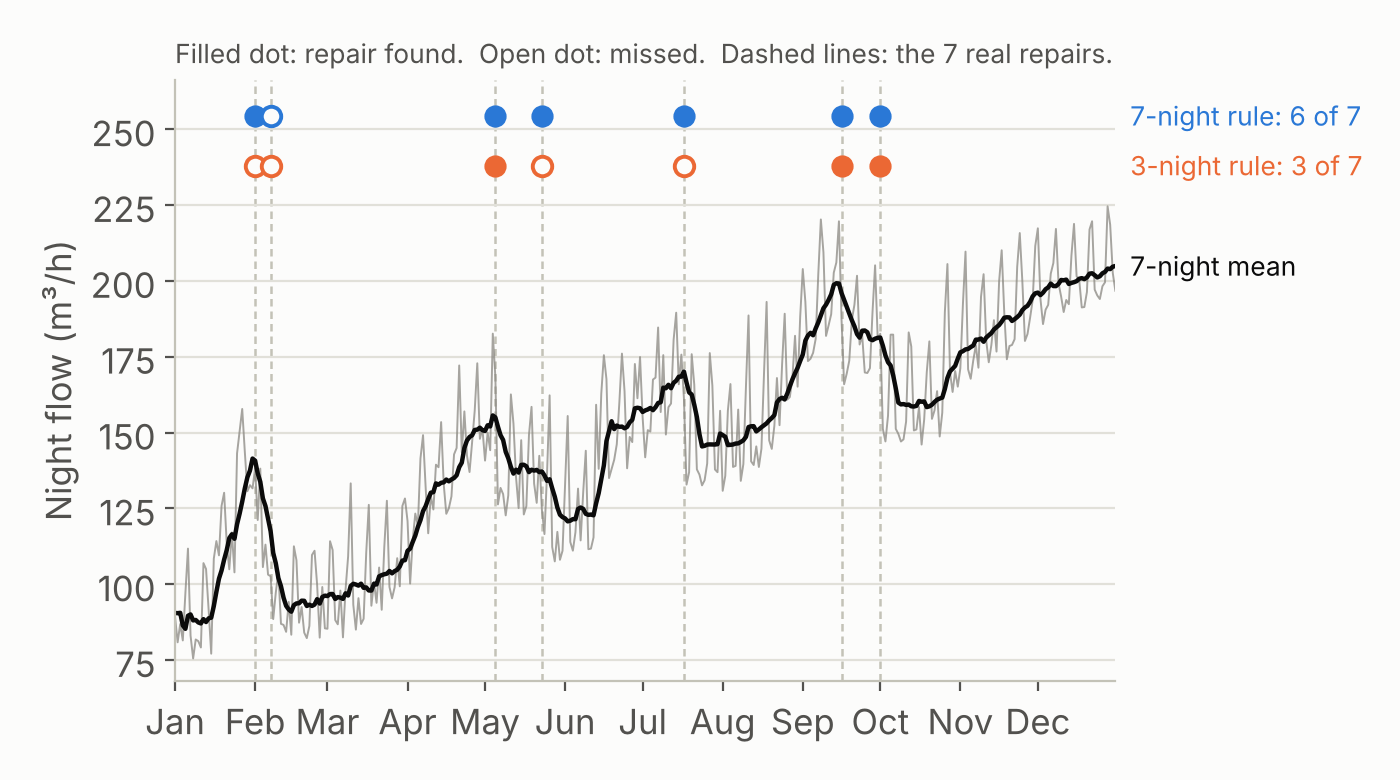 Filled dot: repair found.  Open dot: missed.  Dashed lines: the 7 real repairs.
7-night rule: 6 of 7
3-night rule: 3 of 7
7-night mean
Night flow (m³/h)
250
225
200
175
150
125
100
75
Jan Feb Mar Apr May Jun Jul Aug Sep Oct Nov Dec